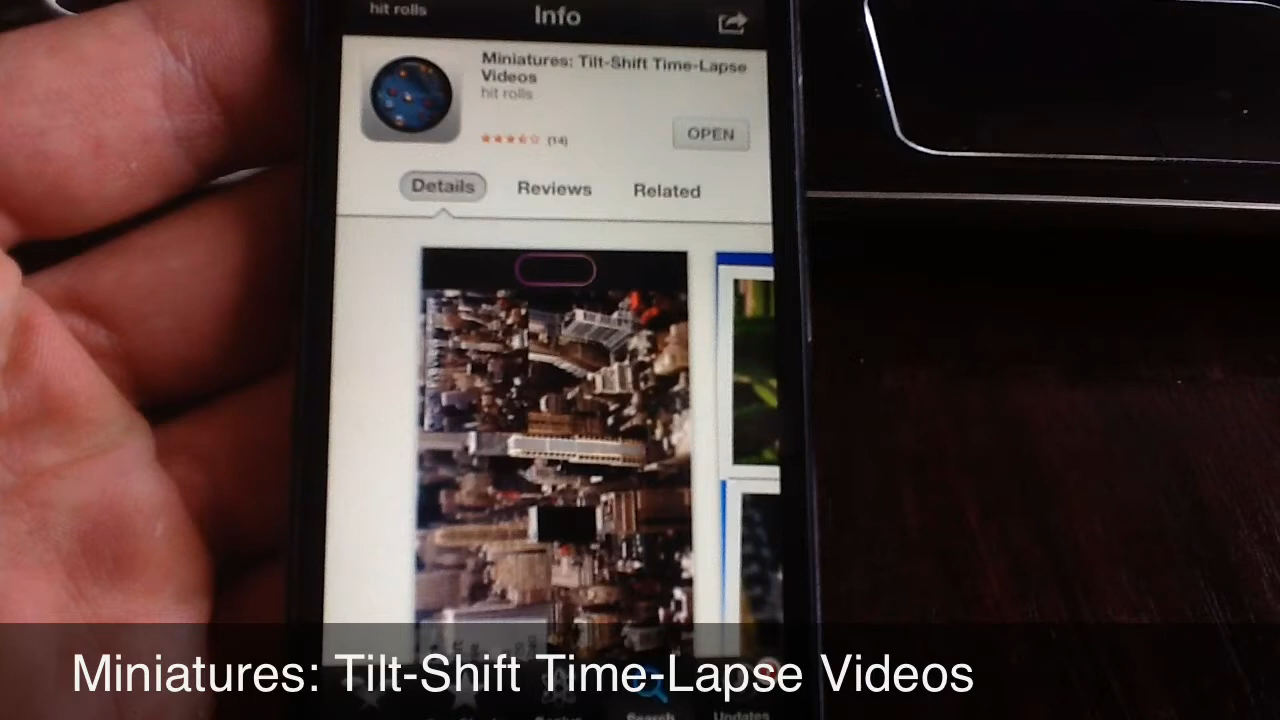 hit rolls
Info
Miniatures: Tilt-Shift Time-Lapse
Videos
hit rolls
(14)
OPEN
Details
Reviews
Related
Miniatures: Tilt-Shift Time-Lapse Videos
Search
Updates